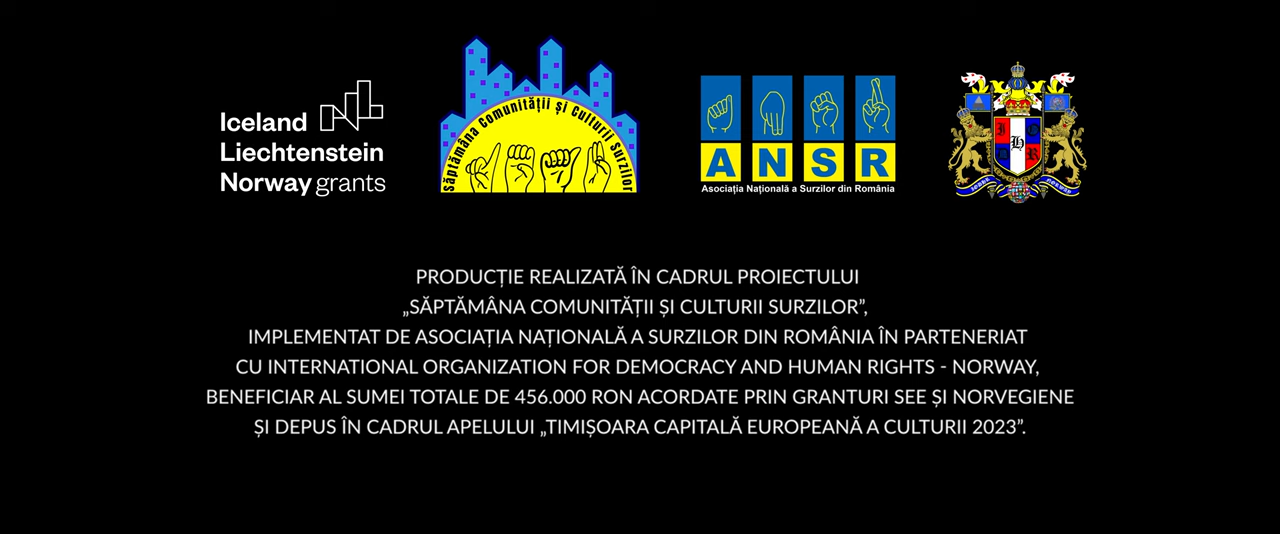 Iceland
Liechtenstein
Norway grants
Săptămâna Comunității și Culturii Surzilor
A N S R
Asociația Națională a Surzilor din România
PRODUCȚIE REALIZATĂ ÎN CADRUL PROIECTULUI
„SĂPTĂMÂNA COMUNITĂȚII ȘI CULTURII SURZILOR”,
IMPLEMENTAT DE ASOCIAȚIA NAȚIONALĂ A SURZILOR DIN ROMÂNIA ÎN PARTENERIAT
CU INTERNATIONAL ORGANIZATION FOR DEMOCRACY AND HUMAN RIGHTS - NORWAY,
BENEFICIAR AL SUMEI TOTALE DE 456.000 RON ACORDATE PRIN GRANTURI SEE ȘI NORVEGIENE
ȘI DEPUS ÎN CADRUL APELULUI „TIMIȘOARA CAPITALĂ EUROPEANĂ A CULTURII 2023”.